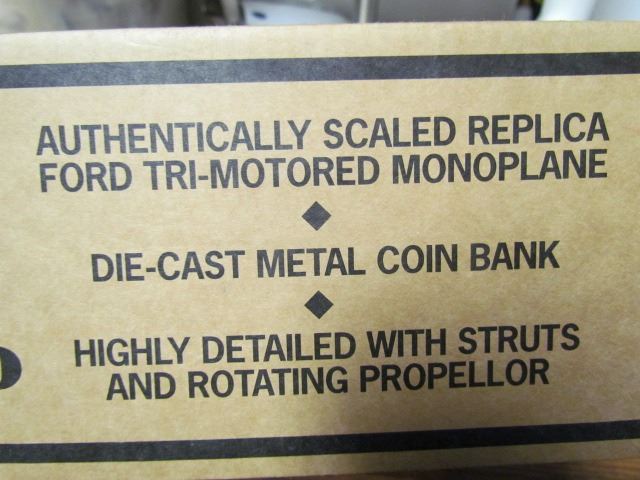 AUTHENTICALLY SCALED REPLICA
FORD TRI-MOTORED MONOPLANE
DIE-CAST METAL COIN BANK
HIGHLY DETAILED WITH STRUTS
AND ROTATING PROPELLOR